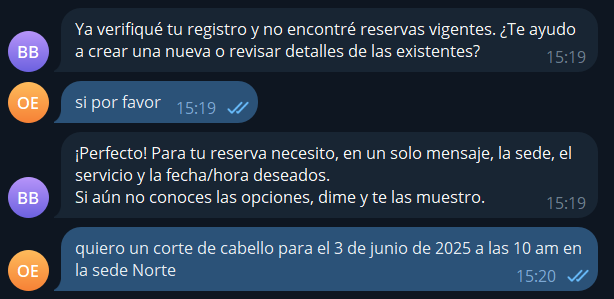 Ya verifiqué tu registro y no encontré reservas vigentes. ¿Te ayudo
a crear una nueva o revisar detalles de las existentes?
15:19
BB
si por favor
15:19
OE
¡Perfecto! Para tu reserva necesito, en un solo mensaje, la sede, el
servicio y la fecha/hora deseados.
Si aún no conoces las opciones, dime y te las muestro.
15:19
BB
quiero un corte de cabello para el 3 de junio de 2025 a las 10 am en
la sede Norte
15:20
OE